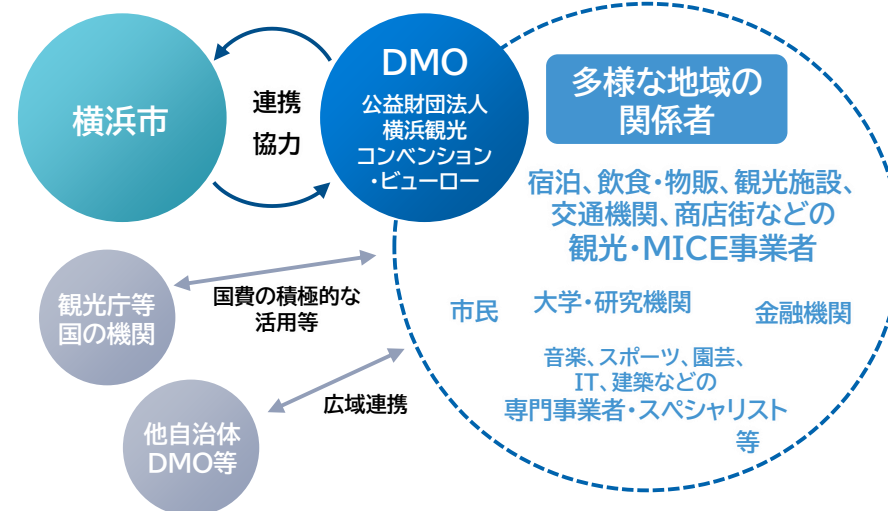 横浜市
連携
協力
DMO
公益財団法人
横浜観光
コンベンション
・ビューロー
多様な地域の
関係者
宿泊、飲食・物販、観光施設、
交通機関、商店街などの
観光・MICE事業者
市民
大学・研究機関
金融機関
音楽、スポーツ、園芸、
IT、建築などの
専門事業者・スペシャリスト
等
観光庁等
国の機関
国費の積極的な
活用等
他自治体
DMO等
広域連携